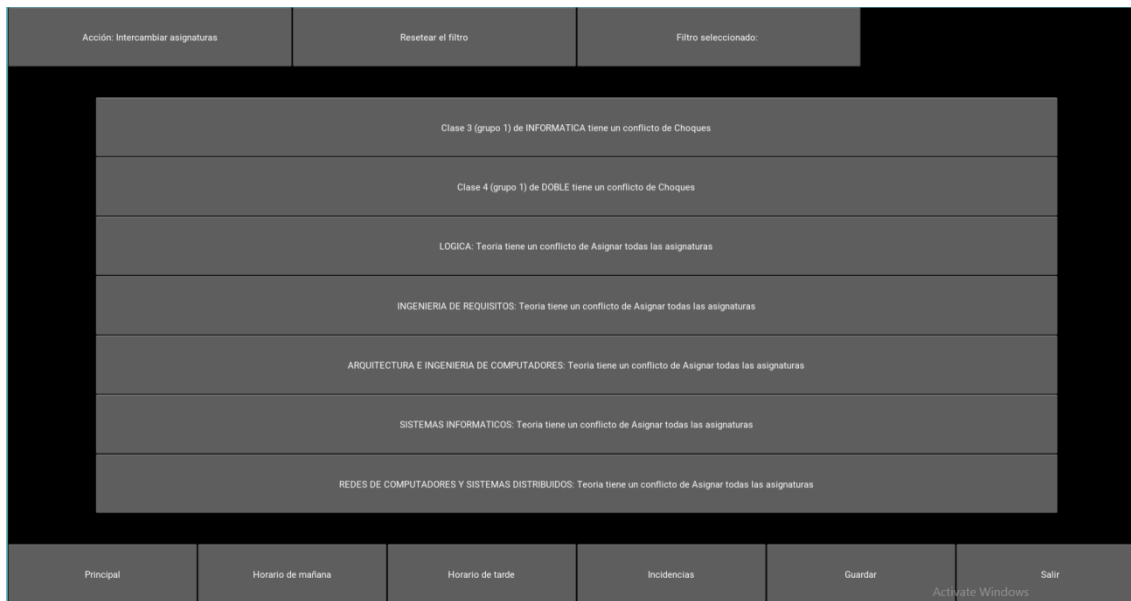 Acción: Intercambiar asignaturas
Resetear el filtro
Filtro seleccionado:
Clase 3 (grupo 1) de INFORMATICA tiene un conflicto de Choques
Clase 4 (grupo 1) de DOBLE tiene un conflicto de Choques
LOGICA: Teoria tiene un conflicto de Asignar todas las asignaturas
INGENIERIA DE REQUISITOS: Teoria tiene un conflicto de Asignar todas las asignaturas
ARQUITECTURA E INGENIERIA DE COMPUTADORES: Teoria tiene un conflicto de Asignar todas las asignaturas
SISTEMAS INFORMATICOS: Teoria tiene un conflicto de Asignar todas las asignaturas
REDES DE COMPUTADORES Y SISTEMAS DISTRIBUIDOS: Teoria tiene un conflicto de Asignar todas las asignaturas
Principal
Horario de mañana
Horario de tarde
Incidencias
Guardar
Salir
Activate Windows